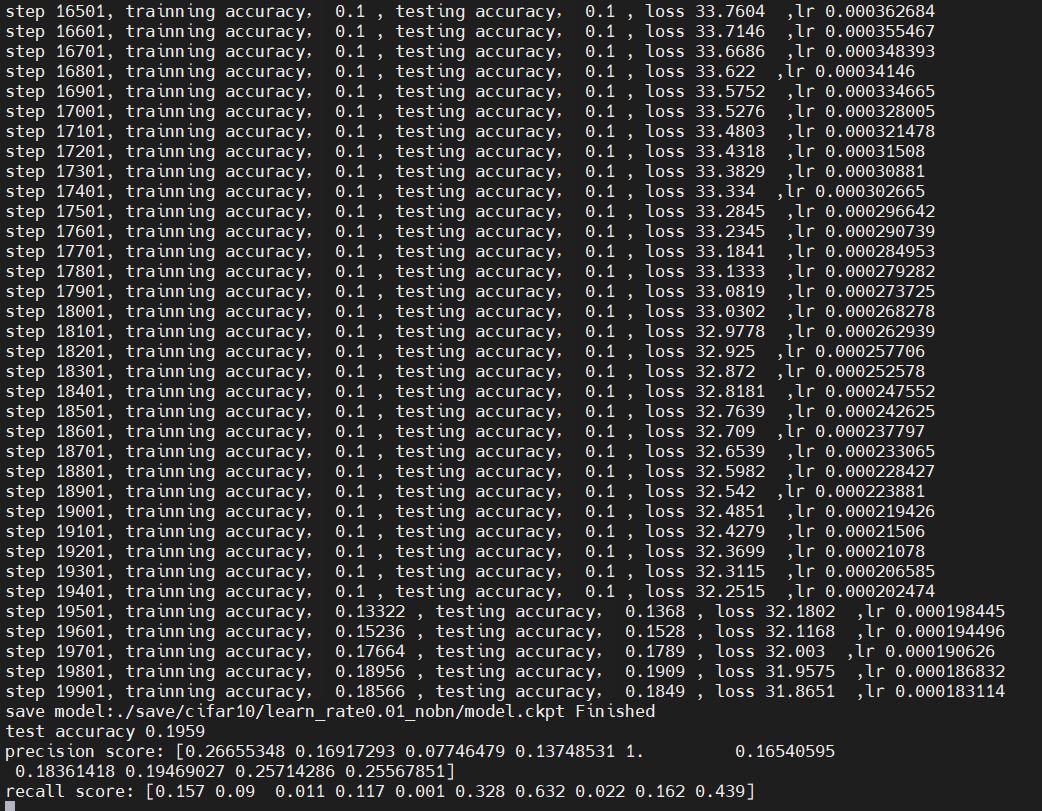 step 16501, trainning accuracy， 0.1 , testing accuracy， 0.1 , loss 33.7604  ,lr 0.000362684
step 16601, trainning accuracy， 0.1 , testing accuracy， 0.1 , loss 33.7146  ,lr 0.000355467
step 16701, trainning accuracy， 0.1 , testing accuracy， 0.1 , loss 33.6686  ,lr 0.000348393
step 16801, trainning accuracy， 0.1 , testing accuracy， 0.1 , loss 33.622  ,lr 0.00034146
step 16901, trainning accuracy， 0.1 , testing accuracy， 0.1 , loss 33.5752  ,lr 0.000334665
step 17001, trainning accuracy， 0.1 , testing accuracy， 0.1 , loss 33.5276  ,lr 0.000328005
step 17101, trainning accuracy， 0.1 , testing accuracy， 0.1 , loss 33.4803  ,lr 0.000321478
step 17201, trainning accuracy， 0.1 , testing accuracy， 0.1 , loss 33.4318  ,lr 0.00031508
step 17301, trainning accuracy， 0.1 , testing accuracy， 0.1 , loss 33.3829  ,lr 0.00030881
step 17401, trainning accuracy， 0.1 , testing accuracy， 0.1 , loss 33.334  ,lr 0.000302665
step 17501, trainning accuracy， 0.1 , testing accuracy， 0.1 , loss 33.2845  ,lr 0.000296642
step 17601, trainning accuracy， 0.1 , testing accuracy， 0.1 , loss 33.2345  ,lr 0.000290739
step 17701, trainning accuracy， 0.1 , testing accuracy， 0.1 , loss 33.1841  ,lr 0.000284953
step 17801, trainning accuracy， 0.1 , testing accuracy， 0.1 , loss 33.1333  ,lr 0.000279282
step 17901, trainning accuracy， 0.1 , testing accuracy， 0.1 , loss 33.0819  ,lr 0.000273725
step 18001, trainning accuracy， 0.1 , testing accuracy， 0.1 , loss 33.0302  ,lr 0.000268278
step 18101, trainning accuracy， 0.1 , testing accuracy， 0.1 , loss 32.9778  ,lr 0.000262939
step 18201, trainning accuracy， 0.1 , testing accuracy， 0.1 , loss 32.925  ,lr 0.000257706
step 18301, trainning accuracy， 0.1 , testing accuracy， 0.1 , loss 32.872  ,lr 0.000252578
step 18401, trainning accuracy， 0.1 , testing accuracy， 0.1 , loss 32.8181  ,lr 0.000247552
step 18501, trainning accuracy， 0.1 , testing accuracy， 0.1 , loss 32.7639  ,lr 0.000242625
step 18601, trainning accuracy， 0.1 , testing accuracy， 0.1 , loss 32.709  ,lr 0.000237797
step 18701, trainning accuracy， 0.1 , testing accuracy， 0.1 , loss 32.6539  ,lr 0.000233065
step 18801, trainning accuracy， 0.1 , testing accuracy， 0.1 , loss 32.5982  ,lr 0.000228427
step 18901, trainning accuracy， 0.1 , testing accuracy， 0.1 , loss 32.542  ,lr 0.000223881
step 19001, trainning accuracy， 0.1 , testing accuracy， 0.1 , loss 32.4851  ,lr 0.000219426
step 19101, trainning accuracy， 0.1 , testing accuracy， 0.1 , loss 32.4279  ,lr 0.00021506
step 19201, trainning accuracy， 0.1 , testing accuracy， 0.1 , loss 32.3699  ,lr 0.00021078
step 19301, trainning accuracy， 0.1 , testing accuracy， 0.1 , loss 32.3115  ,lr 0.000206585
step 19401, trainning accuracy， 0.1 , testing accuracy， 0.1 , loss 32.2515  ,lr 0.000202474
step 19501, trainning accuracy， 0.13322 , testing accuracy， 0.1368 , loss 32.1802  ,lr 0.000198445
step 19601, trainning accuracy， 0.15236 , testing accuracy， 0.1528 , loss 32.1168  ,lr 0.000194496
step 19701, trainning accuracy， 0.17664 , testing accuracy， 0.1789 , loss 32.003  ,lr 0.000190626
step 19801, trainning accuracy， 0.18956 , testing accuracy， 0.1909 , loss 31.9575  ,lr 0.000186832
step 19901, trainning accuracy， 0.18566 , testing accuracy， 0.1849 , loss 31.8651  ,lr 0.000183114
save model:./save/cifar10/learn_rate0.01_nobn/model.ckpt Finished
test accuracy 0.1959
precision score: [0.26655348 0.16917293 0.07746479 0.13748531 1.         0.16540595
 0.18361418 0.19469027 0.25714286 0.25567851]
recall score: [0.157 0.09  0.011 0.117 0.001 0.328 0.632 0.022 0.162 0.439]